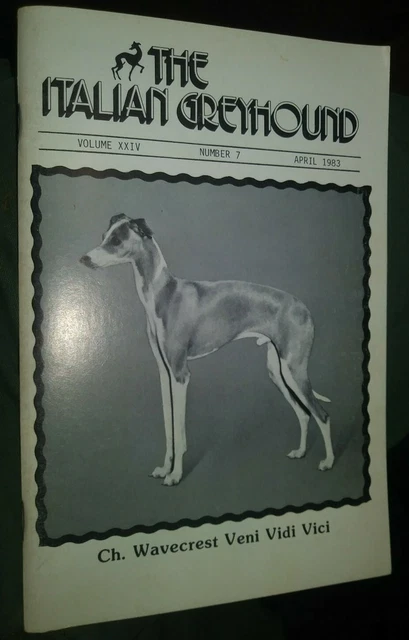 THE
ITALIAN GREYHOUND
VOLUME XXIV NUMBER 7 APRIL 1983
Ch. Wavecrest Veni Vidi Vici